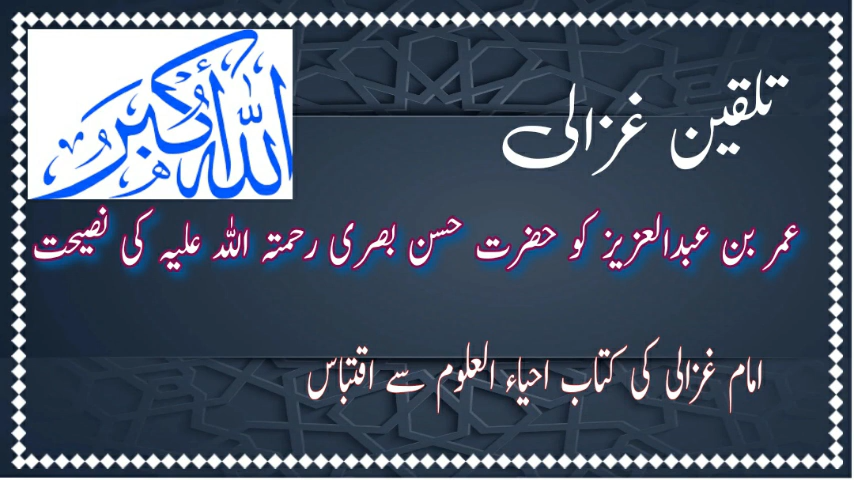 الله أكبر
تلقین غزالی
عمر بن عبدالعزیز کو حضرت حسن بصری رحمتہ اللہ علیہ کی نصیحت
امام غزالی کی کتاب احیاء العلوم سے اقتباس